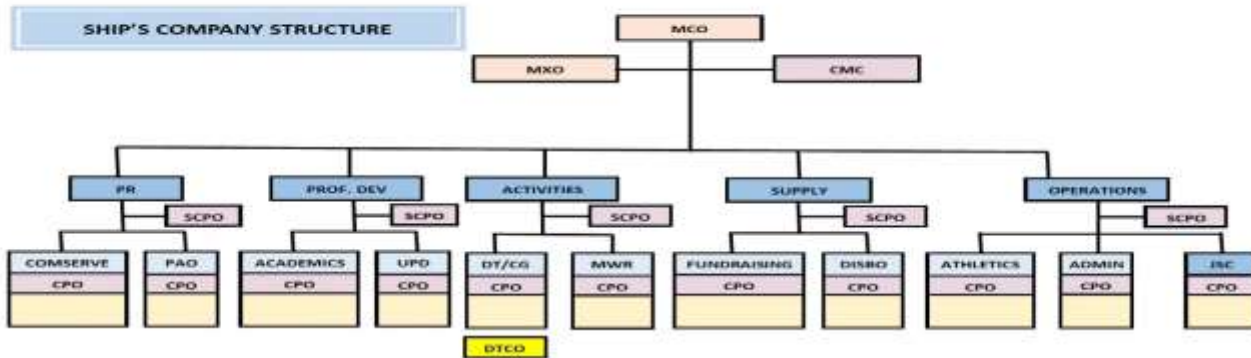 SHIP'S COMPANY STRUCTURE
MCO
MXO
CMC
PR
PROF. DEV
ACTIVITIES
SUPPLY
OPERATIONS
SCPO
SCPO
SCPO
SCPO
SCPO
COMSERVE
PAO
ACADEMICS
UPD
DT/CG
MWR
FUNDRAISING
DISBO
ATHLETICS
ADMIN
CPO
CPO
CPO
CPO
CPO
CPO
CPO
CPO
CPO
CPO
CPO
DTCO